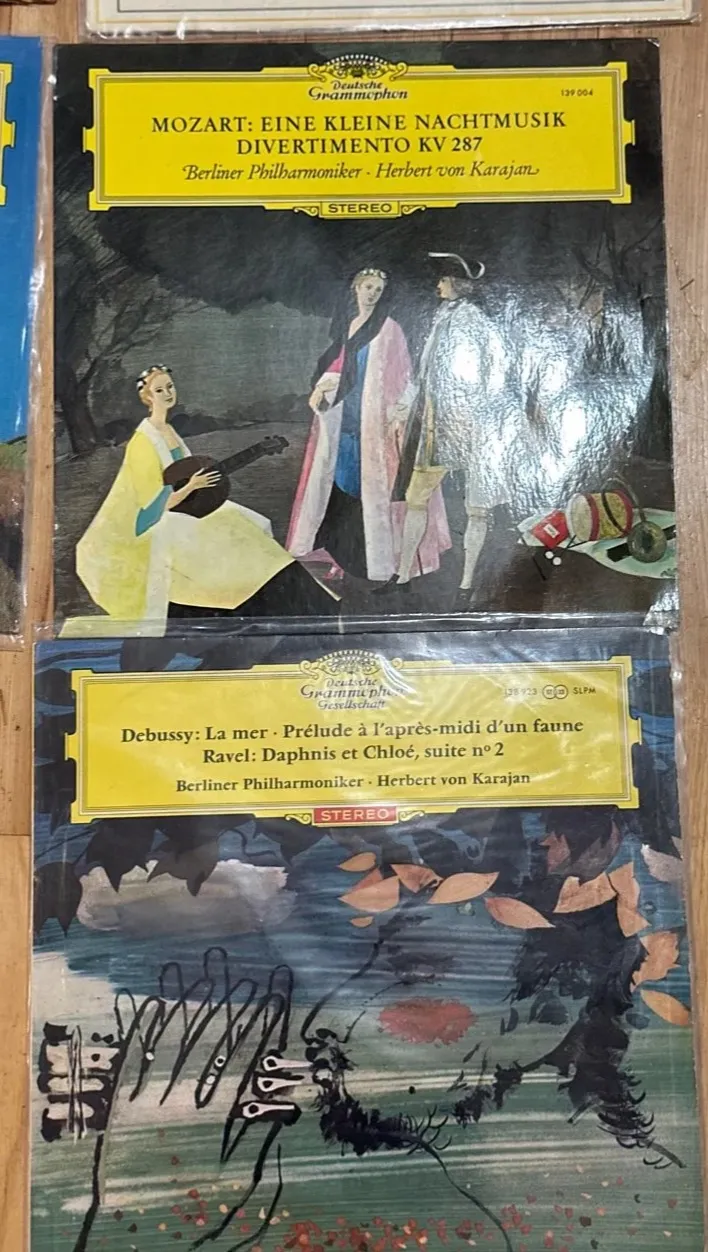 Deutsche
Grammophon
139 004
MOZART: EINE KLEINE NACHTMUSIK
DIVERTIMENTO KV 287
Berliner Philharmoniker · Herbert von Karajan
STEREO
Deutsche
Grammophon
Gesellschaft
138 923 SLPM
Debussy: La mer · Prélude à l'après-midi d'un faune
Ravel: Daphnis et Chloé, suite nº 2
Berliner Philharmoniker · Herbert von Karajan
STEREO